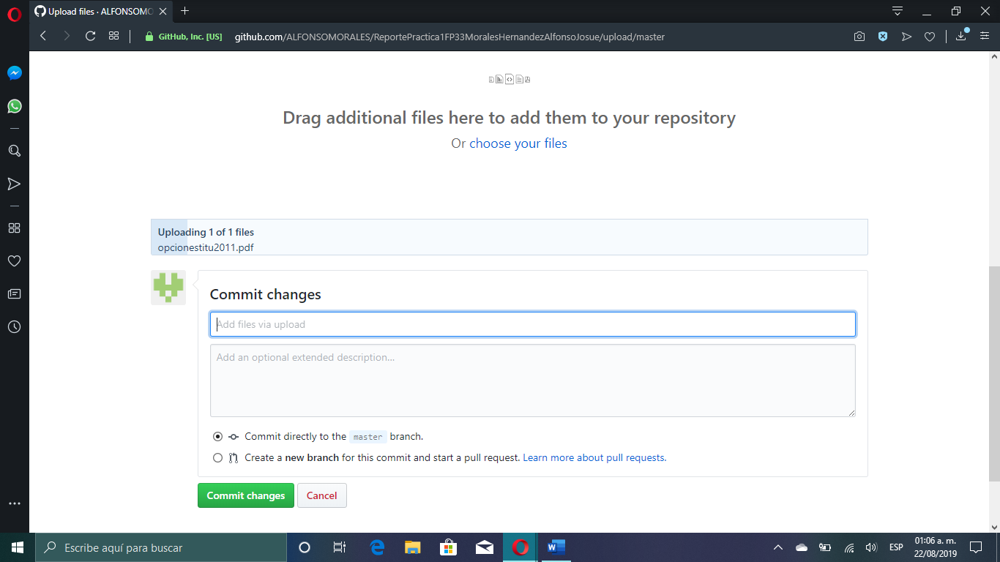 Upload files · ALFONSOMO
GitHub, Inc. [US]
github.com/ALFONSOMORALES/ReportePractica1FP33MoralesHernandezAlfonsoJosue/upload/master
Drag additional files here to add them to your repository
Or choose your files
Uploading 1 of 1 files
opcionestitu2011.pdf
Commit changes
Add files via upload
Add an optional extended description...
Commit directly to the master branch.
Create a new branch for this commit and start a pull request. Learn more about pull requests.
Commit changes
Cancel
Escribe aquí para buscar
ESP
01:06 a. m.
22/08/2019